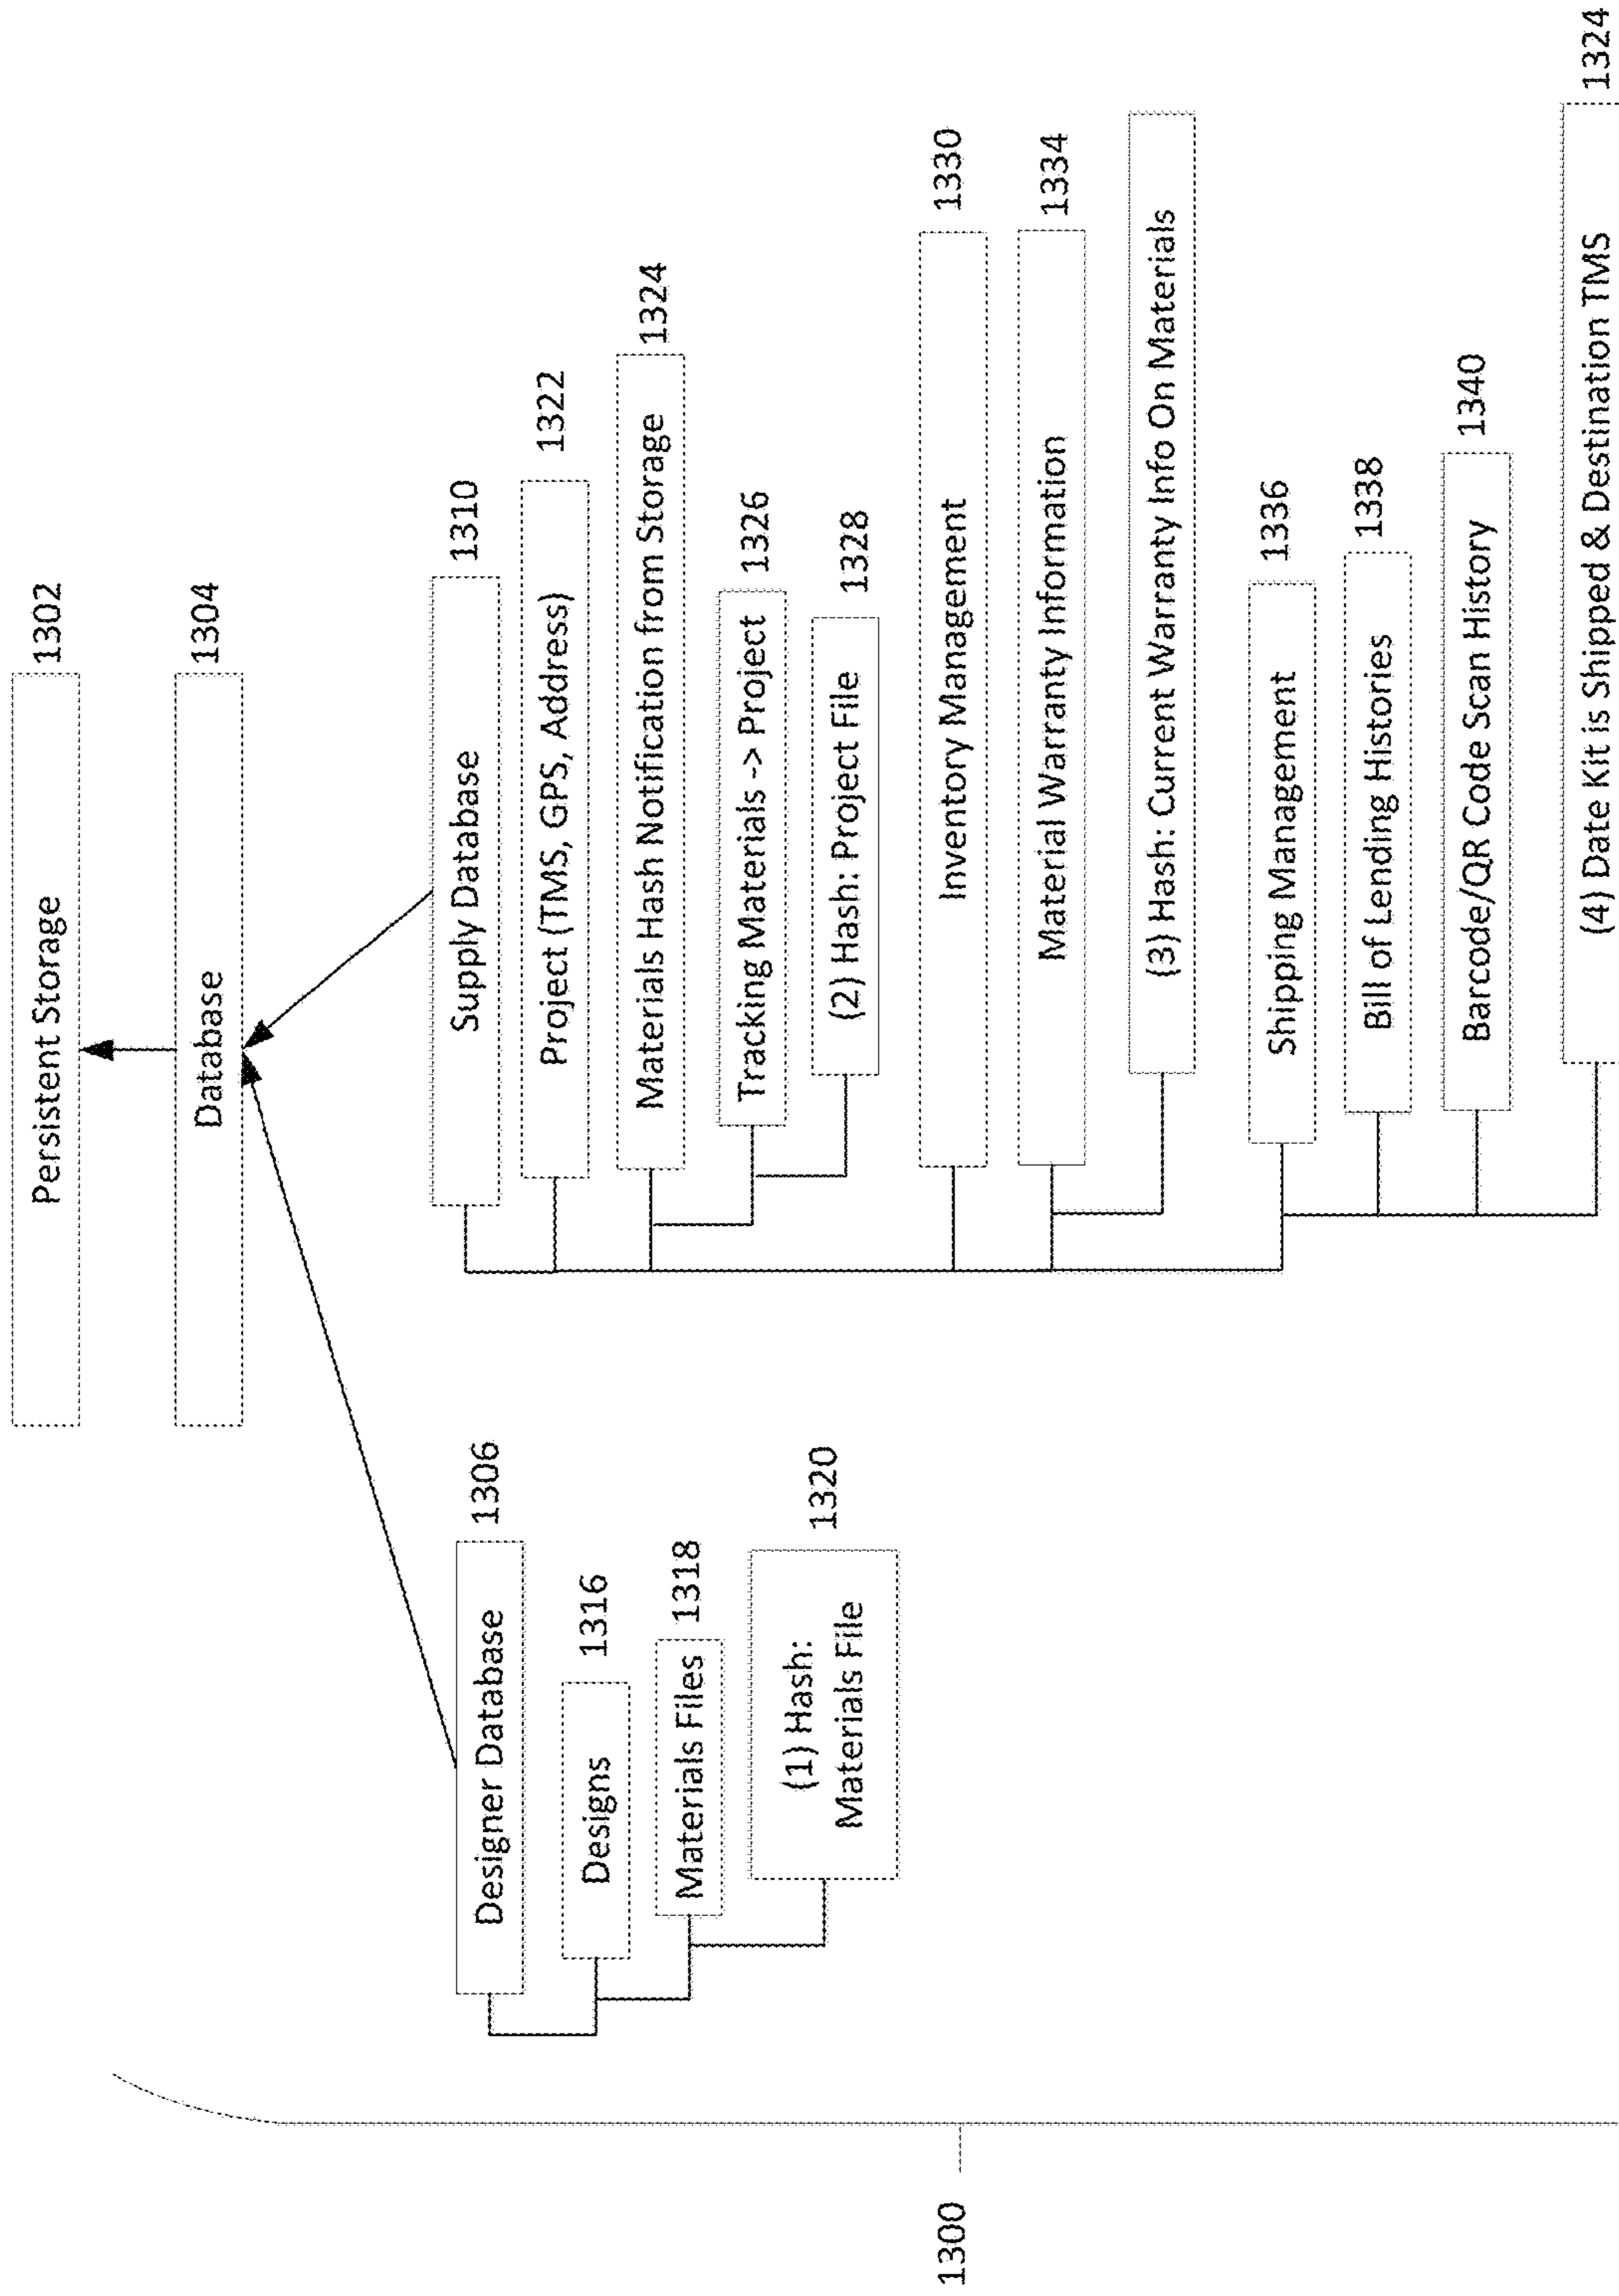 Persistent Storage 1302
Database 1304
Designer Database 1306
Designs 1316
Materials Files 1318
(1) Hash:
Materials File
1320
Supply Database 1310
Project (TMS, GPS, Address) 1322
Materials Hash Notification from Storage 1324
Tracking Materials -> Project 1326
(2) Hash: Project File 1328
Inventory Management 1330
Material Warranty Information 1334
(3) Hash: Current Warranty Info On Materials
Shipping Management 1336
Bill of Lending Histories 1338
Barcode/QR Code Scan History 1340
(4) Date Kit is Shipped & Destination TMS 1324
1300